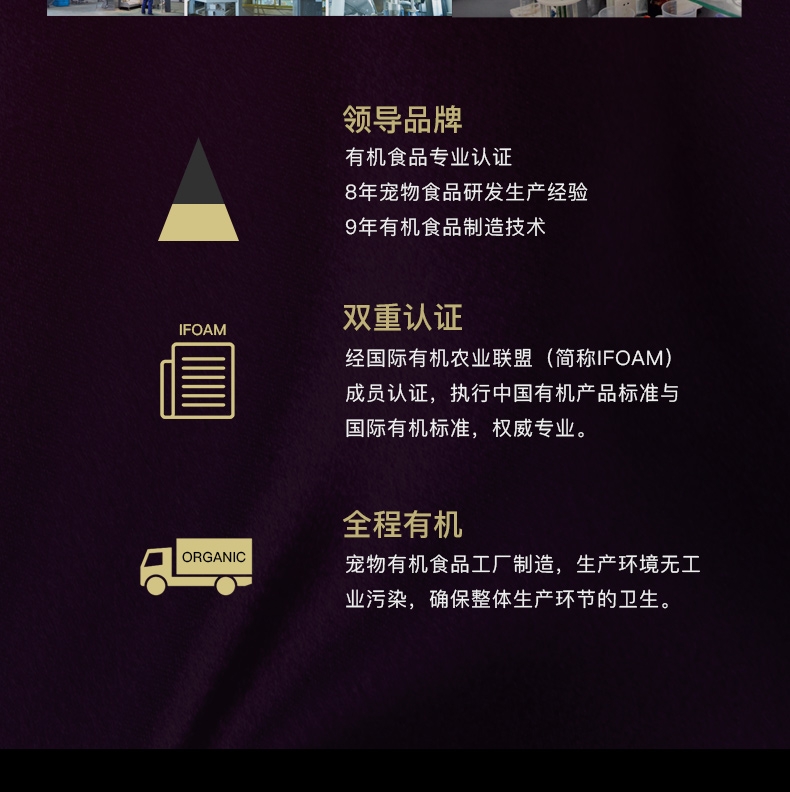 领导品牌
有机食品专业认证
8年宠物食品研发生产经验
9年有机食品制造技术
双重认证
IFOAM
经国际有机农业联盟（简称IFOAM）
成员认证，执行中国有机产品标准与
国际有机标准，权威专业。
全程有机
ORGANIC
宠物有机食品工厂制造，生产环境无工
业污染，确保整体生产环节的卫生。